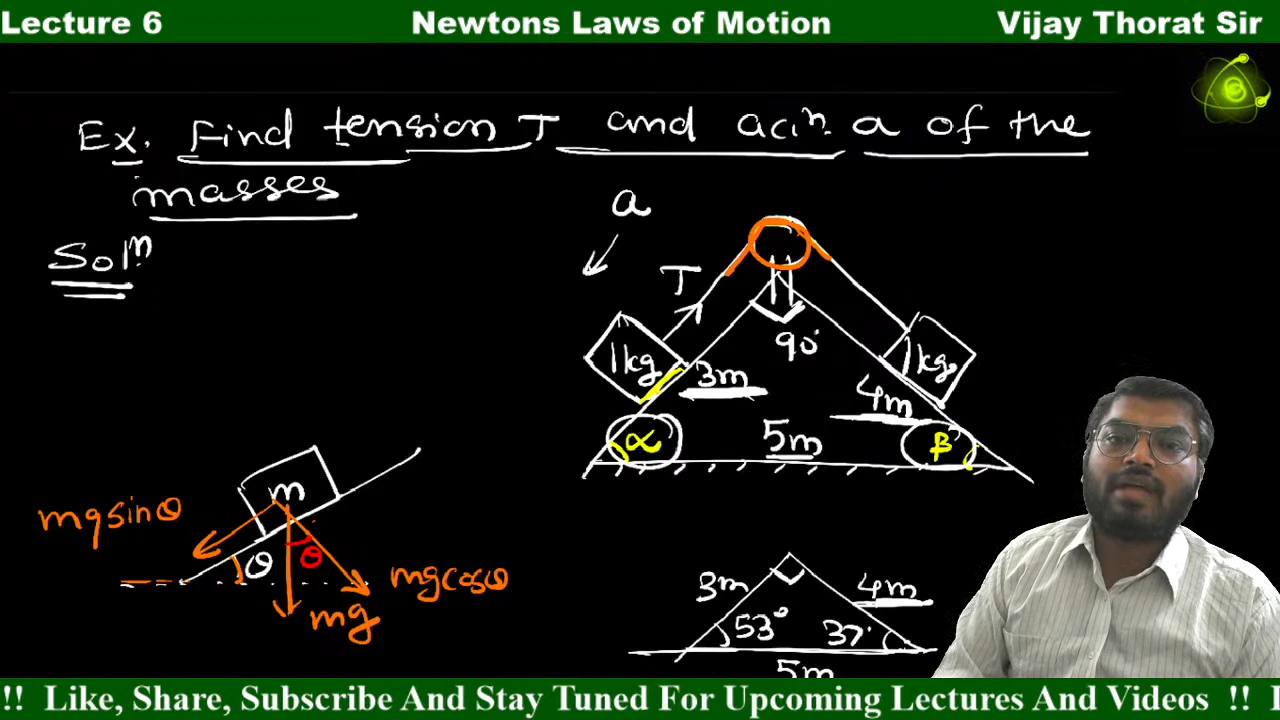 Lecture 6
Newtons Laws of Motion
Vijay Thorat Sir
Ex. Find tension T and accⁿ. a of the
masses
Solⁿ
a
T
1kg
1kg
90°
3m
4m
α
5m
β
m
mgsinθ
θ
θ
mgcosθ
mg
3m
4m
53°
37°
5m
!! Like, Share, Subscribe And Stay Tuned For Upcoming Lectures And Videos !!